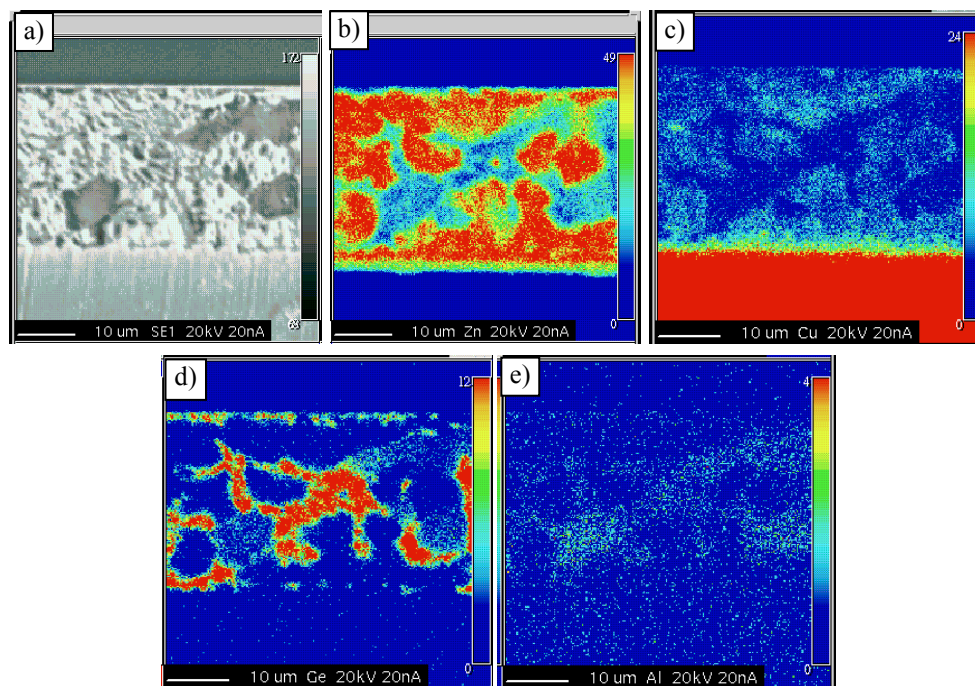 a)
172
63
10 um SE1 20kV 20nA
b)
49
0
10 um Zn 20kV 20nA
c)
24
0
10 um Cu 20kV 20nA
d)
12
0
10 um Ge 20kV 20nA
e)
4
0
10 um Al 20kV 20nA